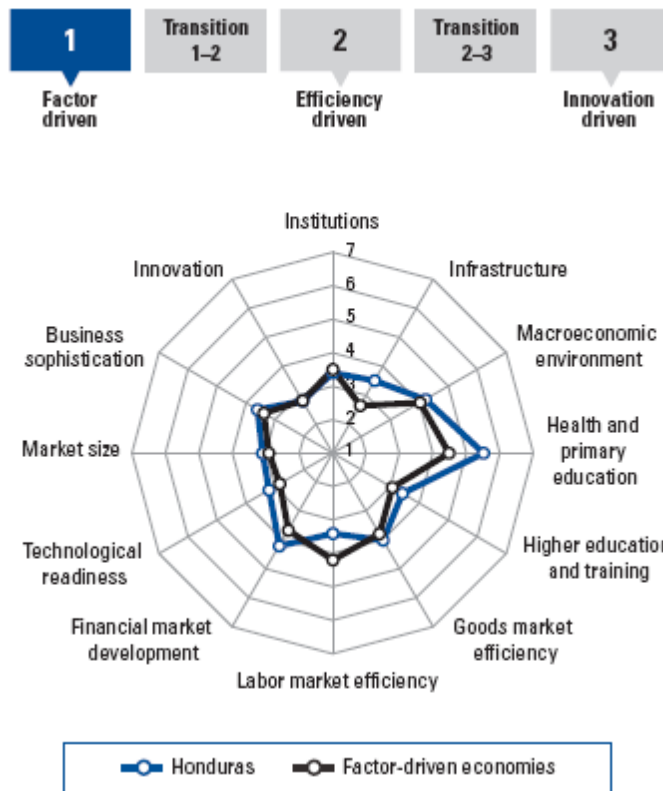 1
Transition
1–2
2
Transition
2–3
3
Factor
driven
Efficiency
driven
Innovation
driven
Institutions
Infrastructure
Macroeconomic
environment
Health and
primary
education
Higher education
and training
Goods market
efficiency
Labor market efficiency
Financial market
development
Technological
readiness
Market size
Business
sophistication
Innovation
7
6
5
4
3
2
1
Honduras
Factor-driven economies